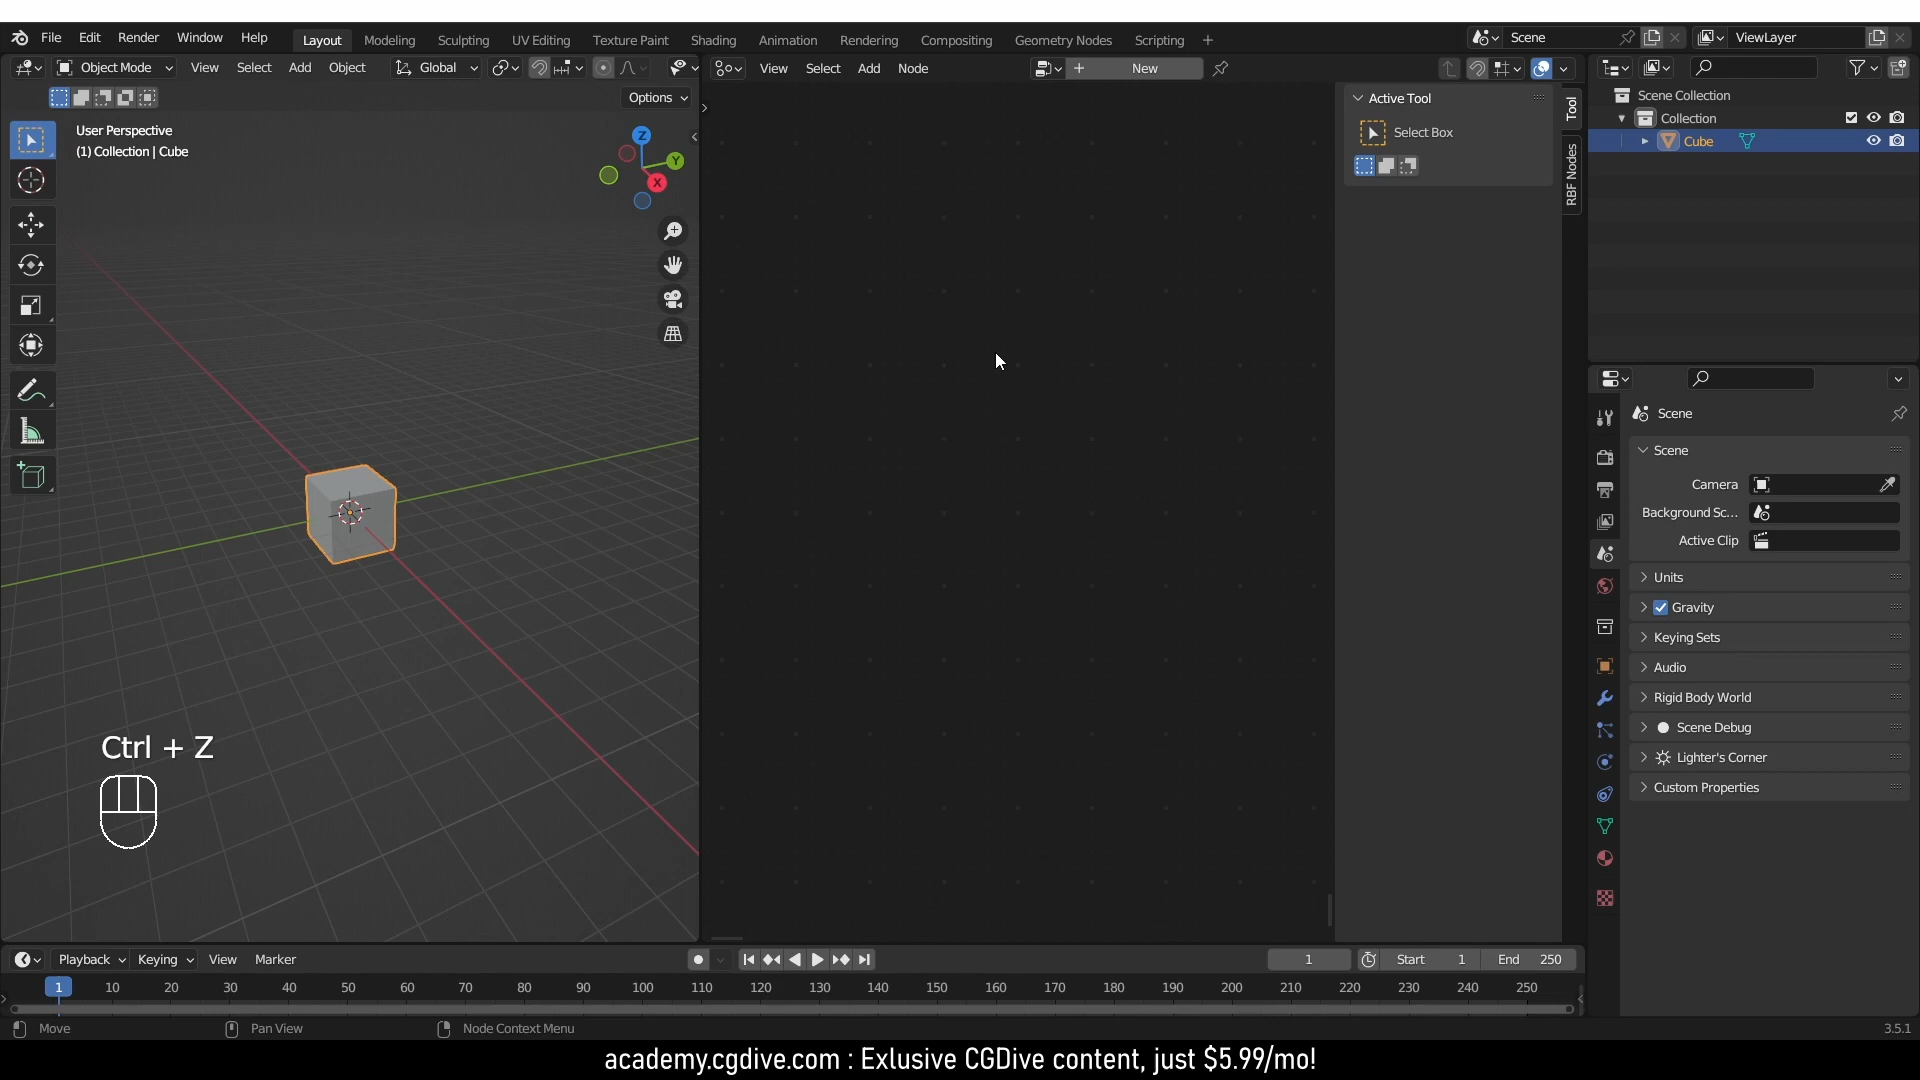 File Edit Render Window Help Layout Modeling Sculpting UV Editing Texture Paint Shading Animation Rendering Compositing Geometry Nodes Scripting + Scene ViewLayer
Object Mode View Select Add Object Global View Select Add Node + New
Options
User Perspective
(1) Collection | Cube
Z
Y
X
Active Tool
Select Box
Tool
RBF Nodes
Scene Collection
Collection
Cube
Scene
Scene
Camera
Background Sc...
Active Clip
Units
Gravity
Keying Sets
Audio
Rigid Body World
Scene Debug
Lighter's Corner
Custom Properties
Ctrl + Z
Playback Keying View Marker 1 Start 1 End 250
1 10 20 30 40 50 60 70 80 90 100 110 120 130 140 150 160 170 180 190 200 210 220 230 240 250
Move Pan View Node Context Menu 3.5.1
academy.cgdive.com : Exlusive CGDive content, just $5.99/mo!